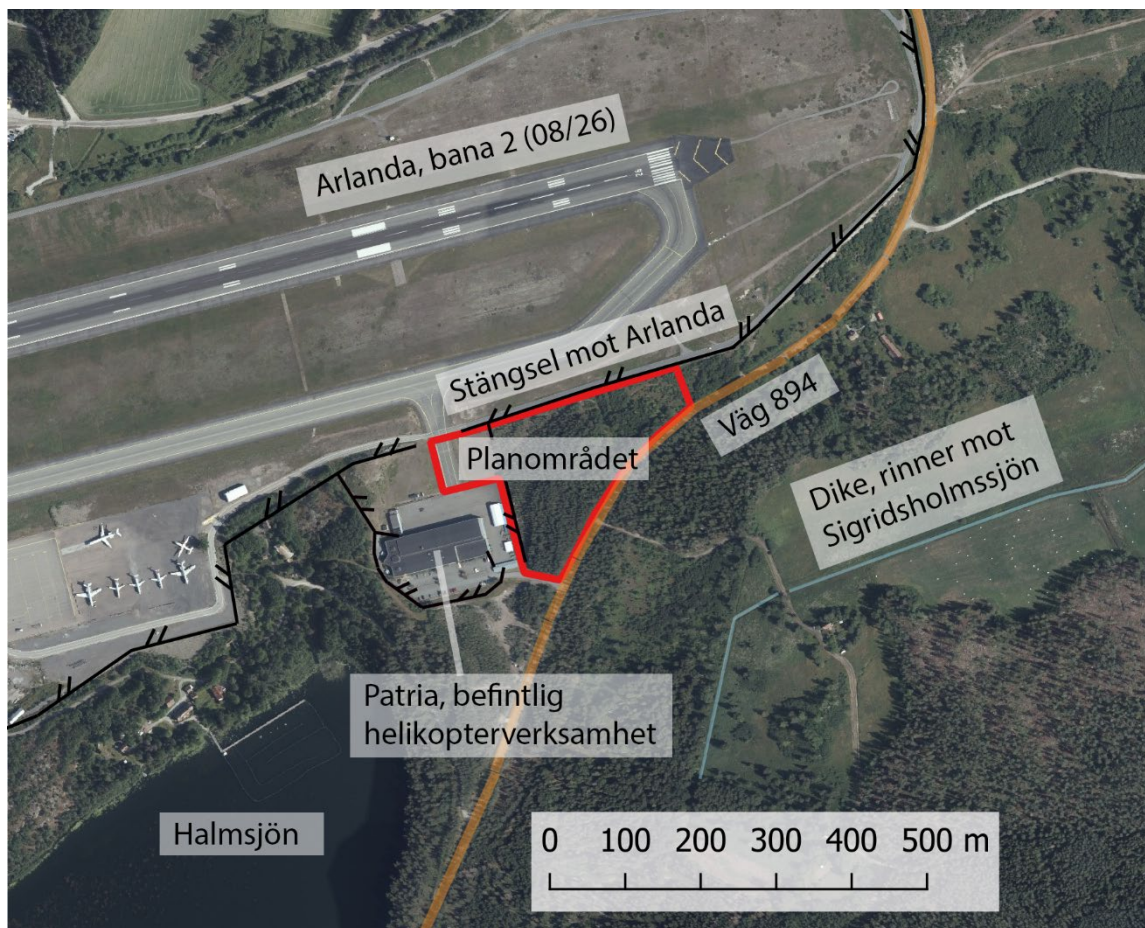 Arlanda, bana 2 (08/26)
26
Stängsel mot Arlanda
Väg 894
Planområdet
Dike, rinner mot
Sigridsholmssjön
Patria, befintlig
helikopterverksamhet
Halmsjön
0 100 200 300 400 500 m